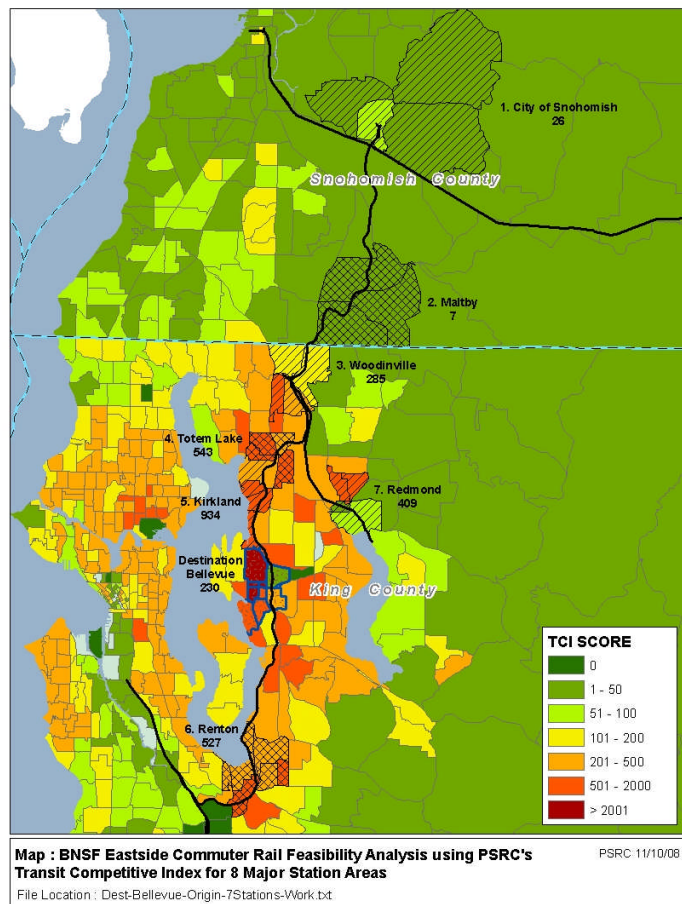 1. City of Snohomish
26
Snohomish County
2. Maltby
7
3. Woodinville
285
4. Totem Lake
543
5. Kirkland
934
7. Redmond
409
Destination
Bellevue
230
King County
6. Renton
527
TCI SCORE
0
1 - 50
51 - 100
101 - 200
201 - 500
501 - 2000
> 2001
Map : BNSF Eastside Commuter Rail Feasibility Analysis using PSRC's
PSRC 11/10/08
Transit Competitive Index for 8 Major Station Areas
File Location : Dest-Bellevue-Origin-7Stations-Work.txt